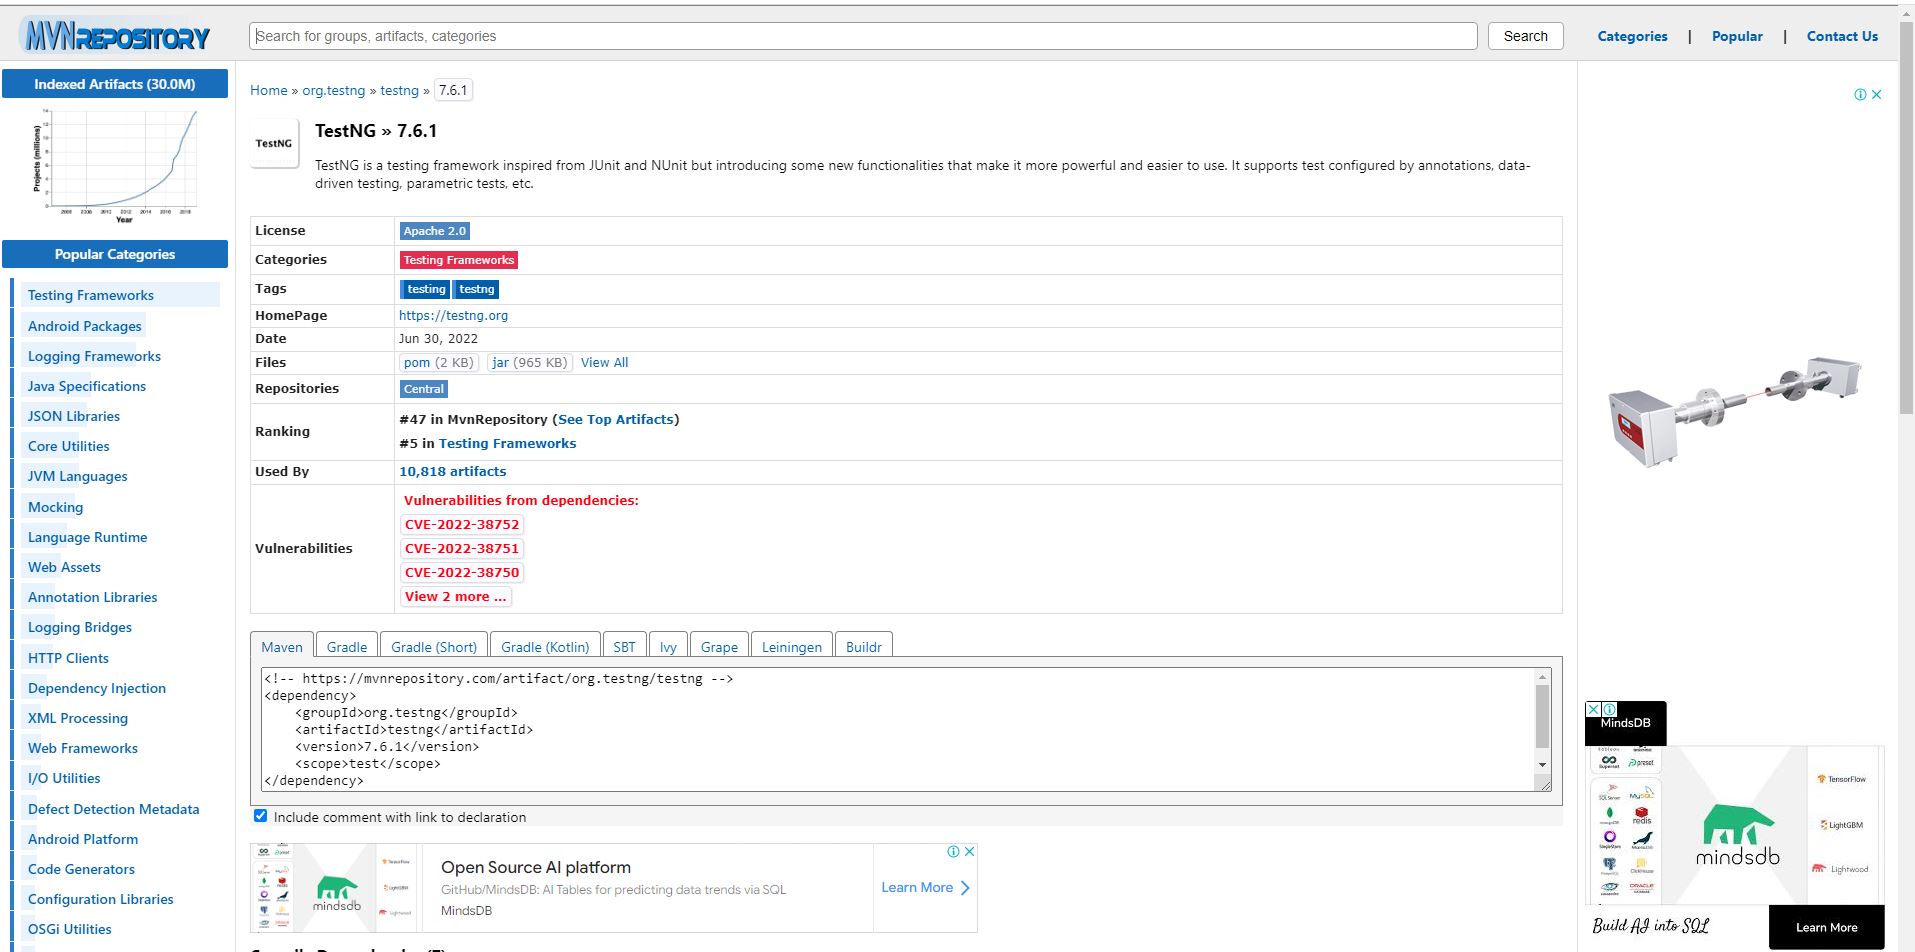 MVNREPOSITORY
Search for groups, artifacts, categories
Search
Categories | Popular | Contact Us
Indexed Artifacts (30.0M)
Projects (millions)
Year
Popular Categories
Testing Frameworks
Android Packages
Logging Frameworks
Java Specifications
JSON Libraries
Core Utilities
JVM Languages
Mocking
Language Runtime
Web Assets
Annotation Libraries
Logging Bridges
HTTP Clients
Dependency Injection
XML Processing
Web Frameworks
I/O Utilities
Defect Detection Metadata
Android Platform
Code Generators
Configuration Libraries
OSGi Utilities
Home » org.testng » testng » 7.6.1
TestNG
TestNG » 7.6.1
TestNG is a testing framework inspired from JUnit and NUnit but introducing some new functionalities that make it more powerful and easier to use. It supports test configured by annotations, data-
driven testing, parametric tests, etc.
License Apache 2.0
Categories Testing Frameworks
Tags testing testng
HomePage https://testng.org
Date Jun 30, 2022
Files pom (2 KB) jar (965 KB) View All
Repositories Central
Ranking
#47 in MvnRepository (See Top Artifacts)
#5 in Testing Frameworks
Used By 10,818 artifacts
Vulnerabilities
Vulnerabilities from dependencies:
CVE-2022-38752
CVE-2022-38751
CVE-2022-38750
View 2 more ...
Maven Gradle Gradle (Short) Gradle (Kotlin) SBT Ivy Grape Leiningen Buildr
<!-- https://mvnrepository.com/artifact/org.testng/testng -->
<dependency>
    <groupId>org.testng</groupId>
    <artifactId>testng</artifactId>
    <version>7.6.1</version>
    <scope>test</scope>
</dependency>
Include comment with link to declaration
mindsdb
Open Source AI platform
GitHub/MindsDB: AI Tables for predicting data trends via SQL
MindsDB
Learn More
MindsDB
Superset preset
SQL Server MySQL
mongoDB redis
SingleStore MariaDB
ClickHouse
ORACLE
mindsdb
TensorFlow
LightGBM
Lightwood
Build AI into SQL
Learn More